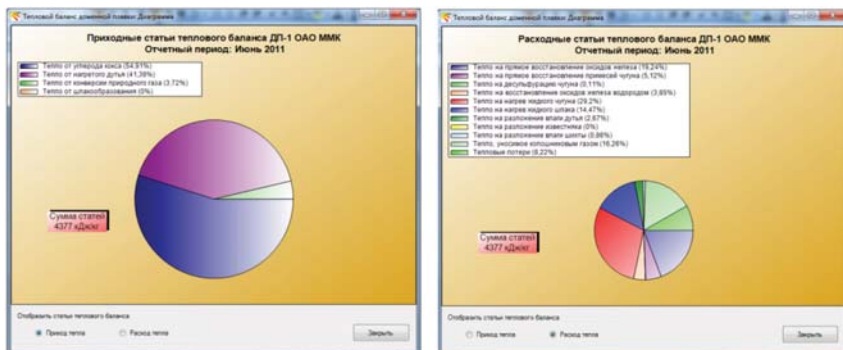 Тепловой баланс доменной плавки: Диаграмма
Приходные статьи теплового баланса ДП-1 ОАО ММК
Отчетный период: Июнь 2011
Тепло от углерода кокса (54,91%)
Тепло от нагретого дутья (41,38%)
Тепло от конверсии природного газа (3,72%)
Тепло от шлакообразования (0%)
Сумма статей
4377 кДж/кг
Отобразить статьи теплового баланса
Приход тепла
Расход тепла
Закрыть
Тепловой баланс доменной плавки: Диаграмма
Расходные статьи теплового баланса ДП-1 ОАО ММК
Отчетный период: Июнь 2011
Тепло на прямое восстановление оксидов железа (19,24%)
Тепло на прямое восстановление примесей чугуна (5,12%)
Тепло на десульфурацию чугуна (0,11%)
Тепло на восстановление оксидов железа водородом (3,85%)
Тепло на нагрев жидкого чугуна (29,2%)
Тепло на нагрев жидкого шлака (14,47%)
Тепло на разложение влаги дутья (2,67%)
Тепло на разложение известняка (0%)
Тепло на разложение влаги шихты (0,86%)
Тепло, уносимое колошниковым газом (16,26%)
Тепловые потери (8,22%)
Сумма статей
4377 кДж/кг
Отобразить статьи теплового баланса
Приход тепла
Расход тепла
Закрыть